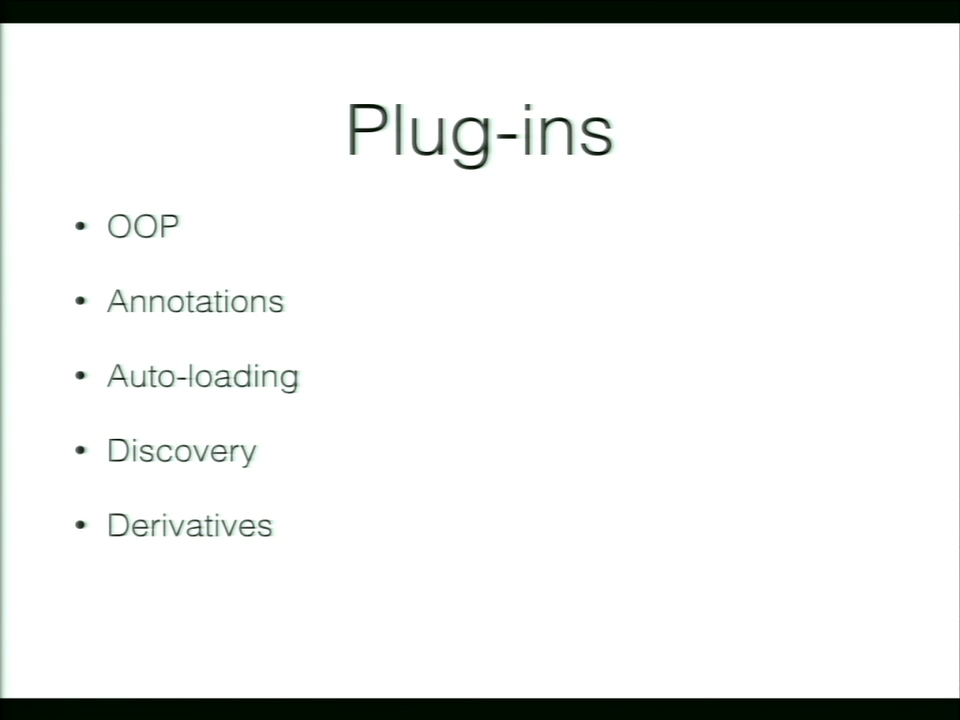 Plug-ins
• OOP
• Annotations
• Auto-loading
• Discovery
• Derivatives